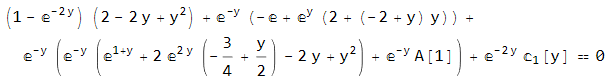 (1 - ⅇ^(-2 y)) (2 - 2 y + y^2) + ⅇ^(-y) (-ⅇ + ⅇ^y (2 + (-2 + y) y)) +
ⅇ^(-y) (ⅇ^(-y) (ⅇ^(1+y) + 2 ⅇ^(2 y) (-3/4 + y/2) - 2 y + y^2) + ⅇ^(-y) A[1]) + ⅇ^(-2 y) 𝕔_1[y] == 0